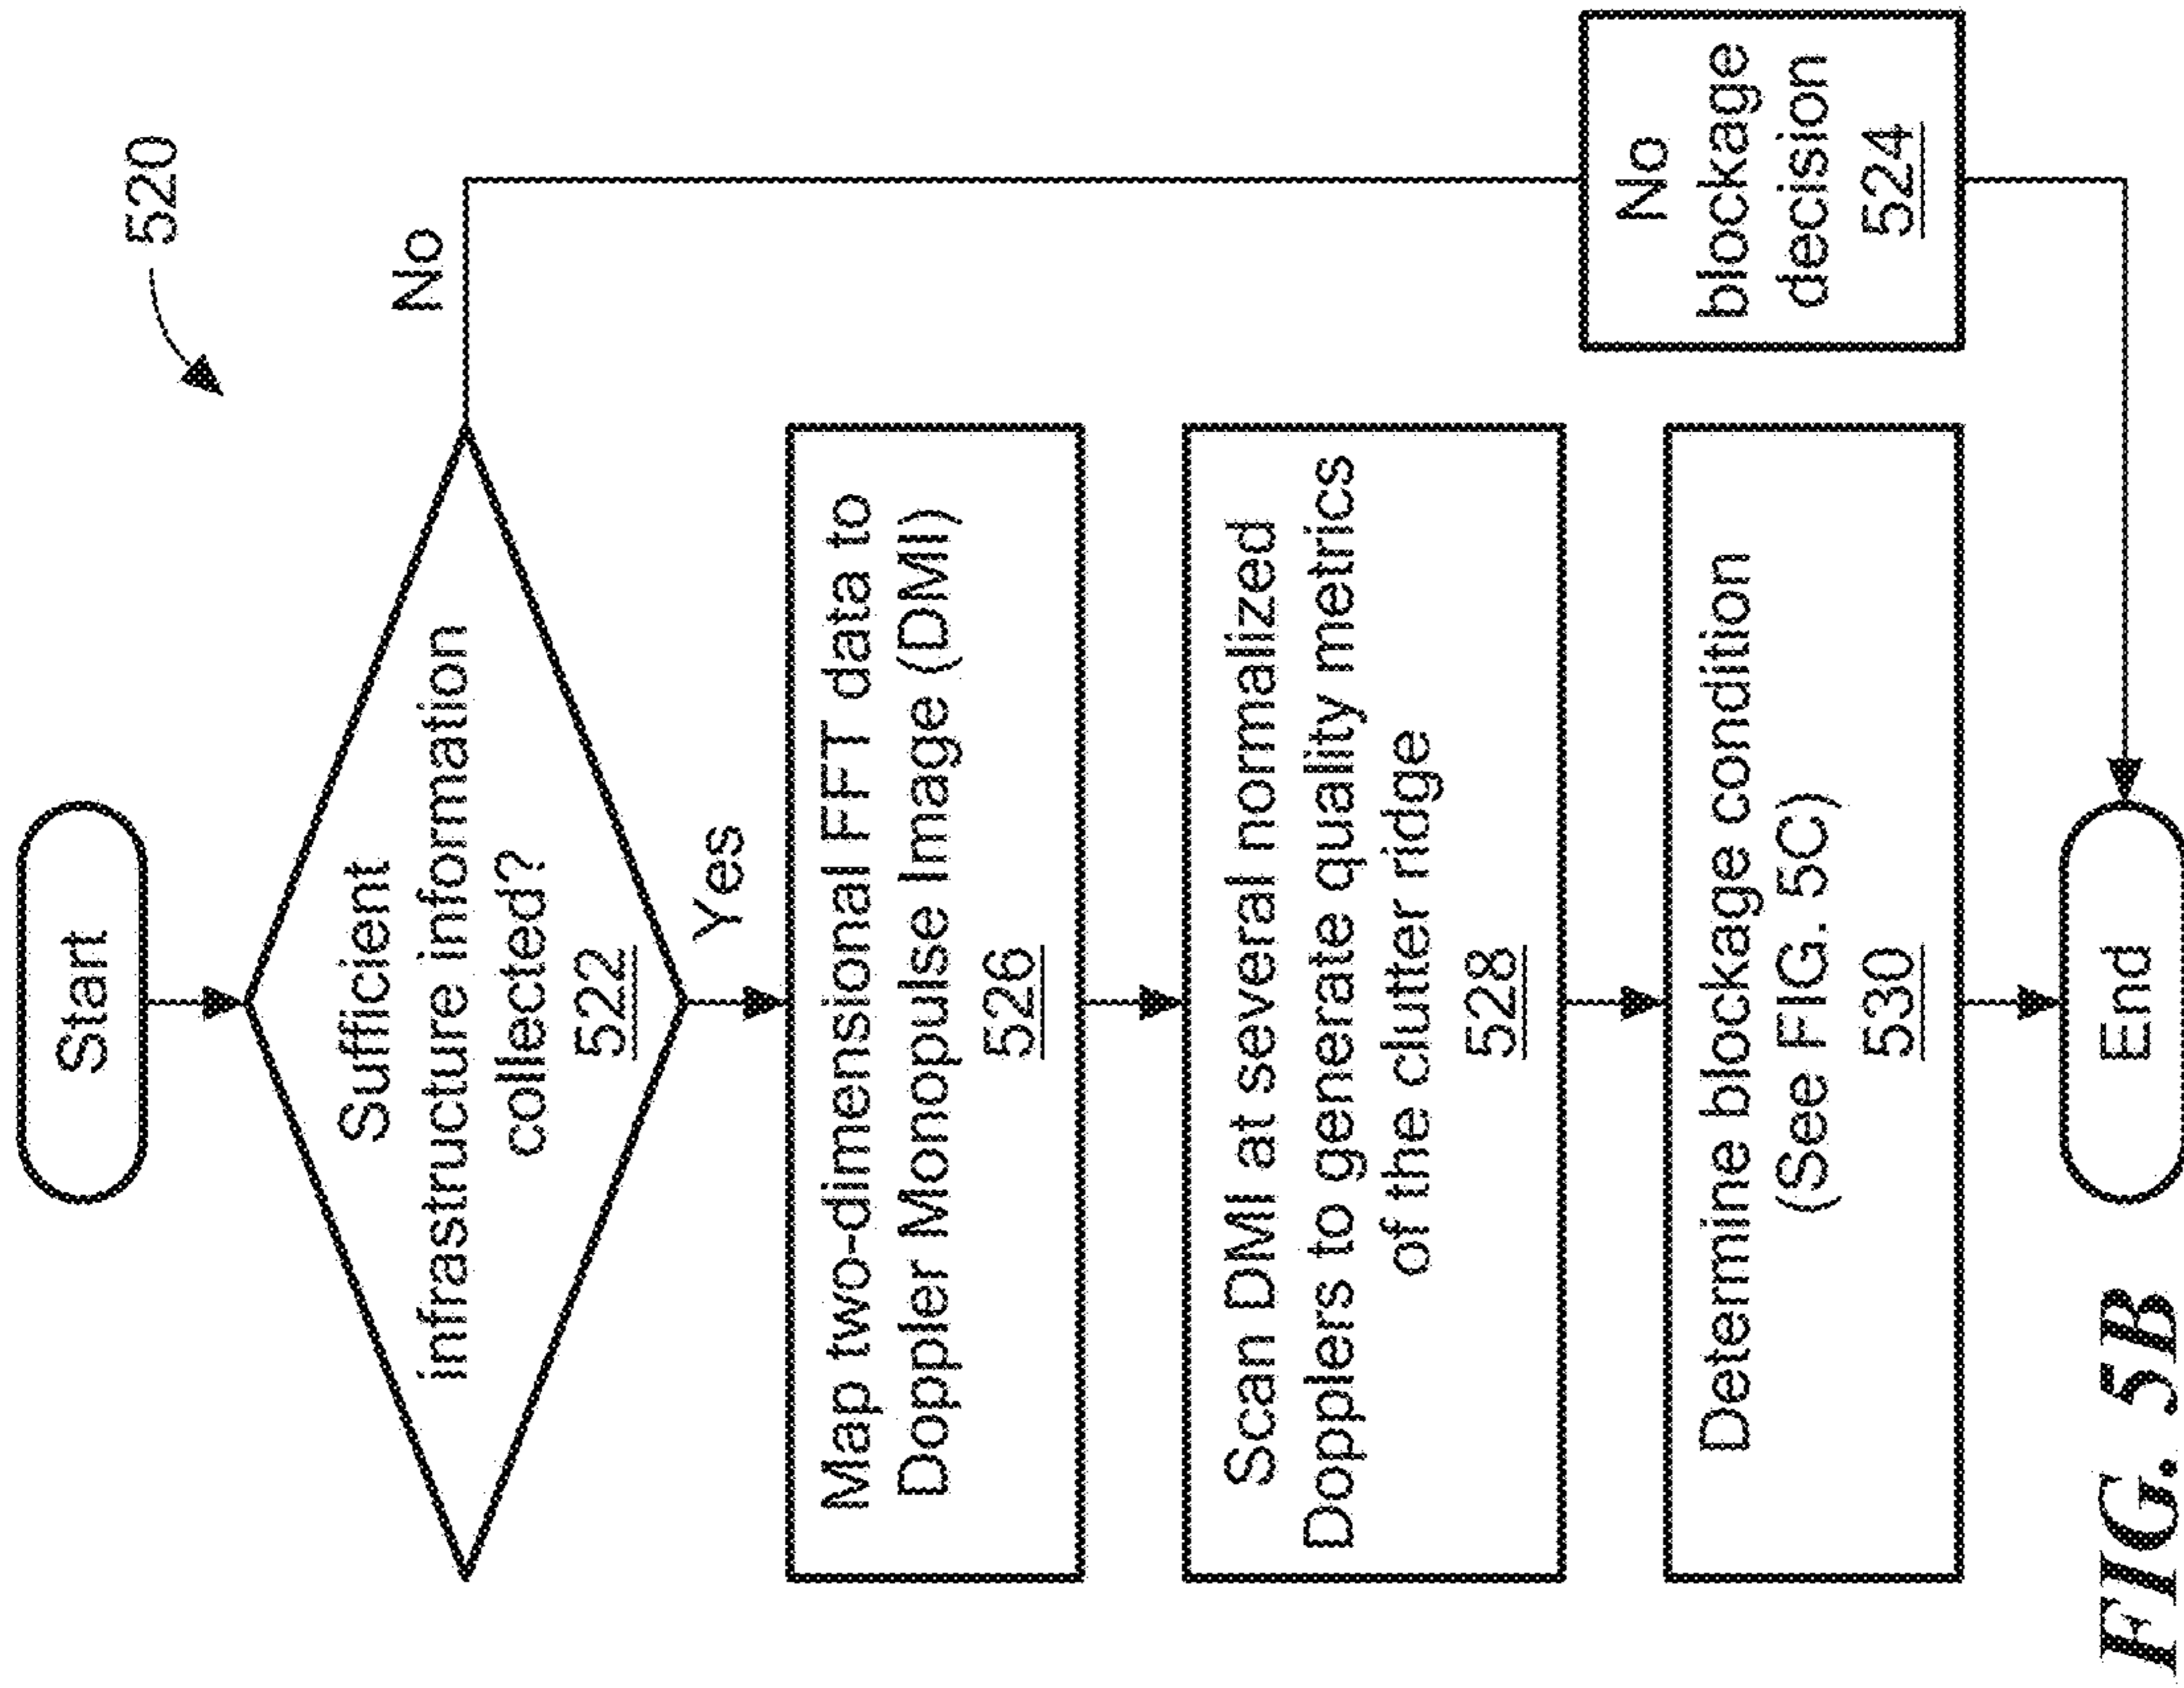 520
Start
Sufficient
infrastructure information
collected?
522
No
Yes
Map two-dimensional FFT data to
Doppler Monopulse Image (DMI)
526
Scan DMI at several normalized
Dopplers to generate quality metrics
of the clutter ridge
528
Determine blockage condition
(See FIG. 5C)
530
No
blockage
decision
524
End
FIG. 5B